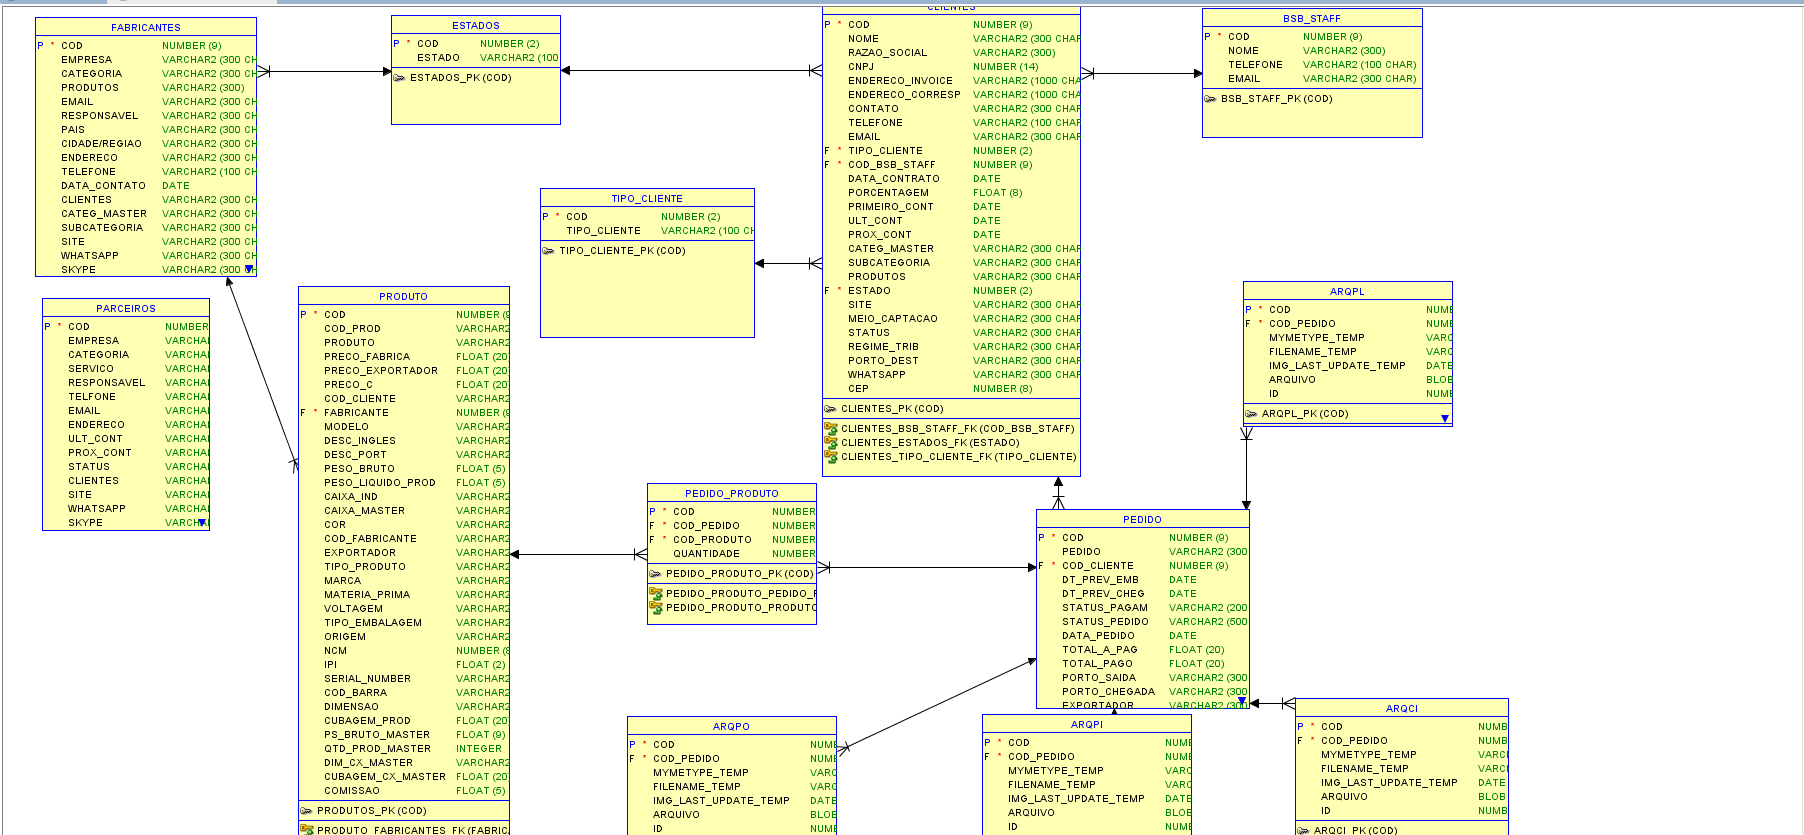 FABRICANTES
P * COD NUMBER (9)
EMPRESA VARCHAR2 (300 CH
CATEGORIA VARCHAR2 (300 CH
PRODUTOS VARCHAR2 (300)
EMAIL VARCHAR2 (300 CH
RESPONSAVEL VARCHAR2 (300 CH
PAIS VARCHAR2 (300 CH
CIDADE/REGIAO VARCHAR2 (300 CH
ENDERECO VARCHAR2 (300 CH
TELEFONE VARCHAR2 (100 CH
DATA_CONTATO DATE
CLIENTES VARCHAR2 (300 CH
CATEG_MASTER VARCHAR2 (300 CH
SUBCATEGORIA VARCHAR2 (300 CH
SITE VARCHAR2 (300 CH
WHATSAPP VARCHAR2 (300 CH
SKYPE VARCHAR2 (300 CH
ESTADOS
P * COD NUMBER (2)
ESTADO VARCHAR2 (100
ESTADOS_PK (COD)
CLIENTES
P * COD NUMBER (9)
NOME VARCHAR2 (300 CHAR
RAZAO_SOCIAL VARCHAR2 (300)
CNPJ NUMBER (14)
ENDERECO_INVOICE VARCHAR2 (1000 CHA
ENDERECO_CORRESP VARCHAR2 (1000 CHA
CONTATO VARCHAR2 (300 CHAR
TELEFONE VARCHAR2 (100 CHAR
EMAIL VARCHAR2 (300 CHAR
F * TIPO_CLIENTE NUMBER (2)
F * COD_BSB_STAFF NUMBER (9)
DATA_CONTRATO DATE
PORCENTAGEM FLOAT (8)
PRIMEIRO_CONT DATE
ULT_CONT DATE
PROX_CONT DATE
CATEG_MASTER VARCHAR2 (300 CHAR
SUBCATEGORIA VARCHAR2 (300 CHAR
PRODUTOS VARCHAR2 (300 CHAR
F * ESTADO NUMBER (2)
SITE VARCHAR2 (300 CHAR
MEIO_CAPTACAO VARCHAR2 (300 CHAR
STATUS VARCHAR2 (300 CHAR
REGIME_TRIB VARCHAR2 (300 CHAR
PORTO_DEST VARCHAR2 (300 CHAR
WHATSAPP VARCHAR2 (300 CHAR
CEP NUMBER (8)
CLIENTES_PK (COD)
CLIENTES_BSB_STAFF_FK (COD_BSB_STAFF)
CLIENTES_ESTADOS_FK (ESTADO)
CLIENTES_TIPO_CLIENTE_FK (TIPO_CLIENTE)
BSB_STAFF
P * COD NUMBER (9)
NOME VARCHAR2 (300)
TELEFONE VARCHAR2 (100 CHAR)
EMAIL VARCHAR2 (300 CHAR)
BSB_STAFF_PK (COD)
TIPO_CLIENTE
P * COD NUMBER (2)
TIPO_CLIENTE VARCHAR2 (100 CH
TIPO_CLIENTE_PK (COD)
PARCEIROS
P * COD NUMBER
EMPRESA VARCHA
CATEGORIA VARCHA
SERVICO VARCHA
RESPONSAVEL VARCHA
TELFONE VARCHA
EMAIL VARCHA
ENDERECO VARCHA
ULT_CONT VARCHA
PROX_CONT VARCHA
STATUS VARCHA
CLIENTES VARCHA
SITE VARCHA
WHATSAPP VARCHA
SKYPE VARCHA
PRODUTO
P * COD NUMBER (9
COD_PROD VARCHAR2
PRODUTO VARCHAR2
PRECO_FABRICA FLOAT (20
PRECO_EXPORTADOR FLOAT (20
PRECO_C FLOAT (20
COD_CLIENTE VARCHAR2
F * FABRICANTE NUMBER (9
MODELO VARCHAR2
DESC_INGLES VARCHAR2
DESC_PORT VARCHAR2
PESO_BRUTO FLOAT (5)
PESO_LIQUIDO_PROD FLOAT (5)
CAIXA_IND VARCHAR2
CAIXA_MASTER VARCHAR2
COR VARCHAR2
COD_FABRICANTE VARCHAR2
EXPORTADOR VARCHAR2
TIPO_PRODUTO VARCHAR2
MARCA VARCHAR2
MATERIA_PRIMA VARCHAR2
VOLTAGEM VARCHAR2
TIPO_EMBALAGEM VARCHAR2
ORIGEM VARCHAR2
NCM NUMBER (8
IPI FLOAT (2)
SERIAL_NUMBER VARCHAR2
COD_BARRA VARCHAR2
DIMENSAO VARCHAR2
CUBAGEM_PROD FLOAT (20
PS_BRUTO_MASTER FLOAT (9)
QTD_PROD_MASTER INTEGER
DIM_CX_MASTER VARCHAR2
CUBAGEM_CX_MASTER FLOAT (20
COMISSAO FLOAT (5)
PRODUTOS_PK (COD)
PRODUTO_FABRICANTES_FK (FABRIC
PEDIDO_PRODUTO
P * COD NUMBER
F * COD_PEDIDO NUMBER
F * COD_PRODUTO NUMBER
QUANTIDADE NUMBER
PEDIDO_PRODUTO_PK (COD)
PEDIDO_PRODUTO_PEDIDO_F
PEDIDO_PRODUTO_PRODUTO
ARQPL
P * COD NUME
F * COD_PEDIDO NUME
MYMETYPE_TEMP VARC
FILENAME_TEMP VARC
IMG_LAST_UPDATE_TEMP DATE
ARQUIVO BLOB
ID NUME
ARQPL_PK (COD)
PEDIDO
P * COD NUMBER (9)
PEDIDO VARCHAR2 (300
F * COD_CLIENTE NUMBER (9)
DT_PREV_EMB DATE
DT_PREV_CHEG DATE
STATUS_PAGAM VARCHAR2 (200
STATUS_PEDIDO VARCHAR2 (500
DATA_PEDIDO DATE
TOTAL_A_PAG FLOAT (20)
TOTAL_PAGO FLOAT (20)
PORTO_SAIDA VARCHAR2 (300
PORTO_CHEGADA VARCHAR2 (300
EXPORTADOR VARCHAR2 (300
ARQPO
P * COD NUME
F * COD_PEDIDO NUME
MYMETYPE_TEMP VARC
FILENAME_TEMP VARC
IMG_LAST_UPDATE_TEMP DATE
ARQUIVO BLOB
ID NUME
ARQPI
P * COD NUME
F * COD_PEDIDO NUME
MYMETYPE_TEMP VARC
FILENAME_TEMP VARC
IMG_LAST_UPDATE_TEMP DATE
ARQUIVO BLOB
ID NUME
ARQCI
P * COD NUMB
F * COD_PEDIDO NUMB
MYMETYPE_TEMP VARC
FILENAME_TEMP VARC
IMG_LAST_UPDATE_TEMP DATE
ARQUIVO BLOB
ID NUMB
ARQCI_PK (COD)